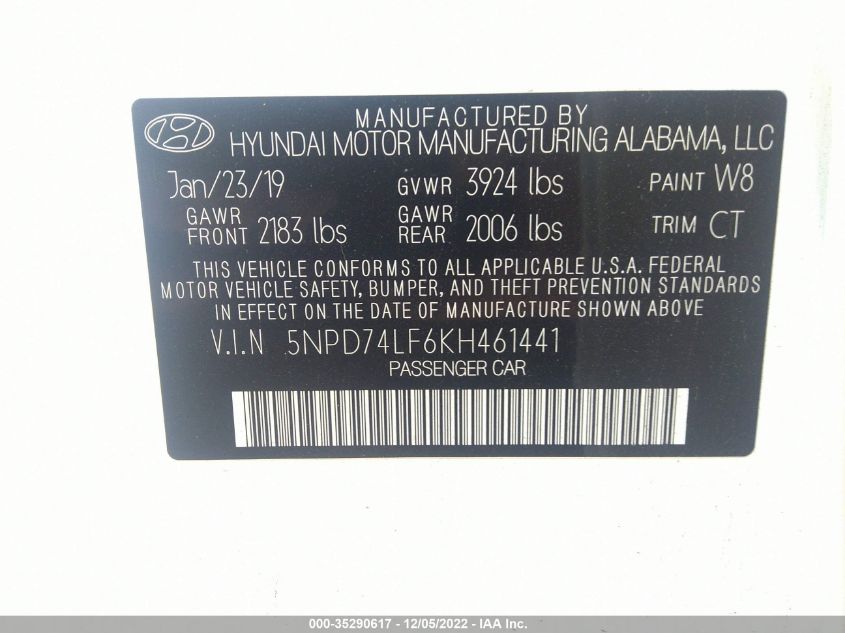 MANUFACTURED BY
HYUNDAI MOTOR MANUFACTURING ALABAMA, LLC
Jan/23/19 GVWR 3924 lbs PAINT W8
GAWR FRONT 2183 lbs GAWR REAR 2006 lbs TRIM CT
THIS VEHICLE CONFORMS TO ALL APPLICABLE U.S.A. FEDERAL
MOTOR VEHICLE SAFETY, BUMPER, AND THEFT PREVENTION STANDARDS
IN EFFECT ON THE DATE OF MANUFACTURE SHOWN ABOVE
V.I.N 5NPD74LF6KH461441
PASSENGER CAR
000-35290617 - 12/05/2022 - IAA Inc.